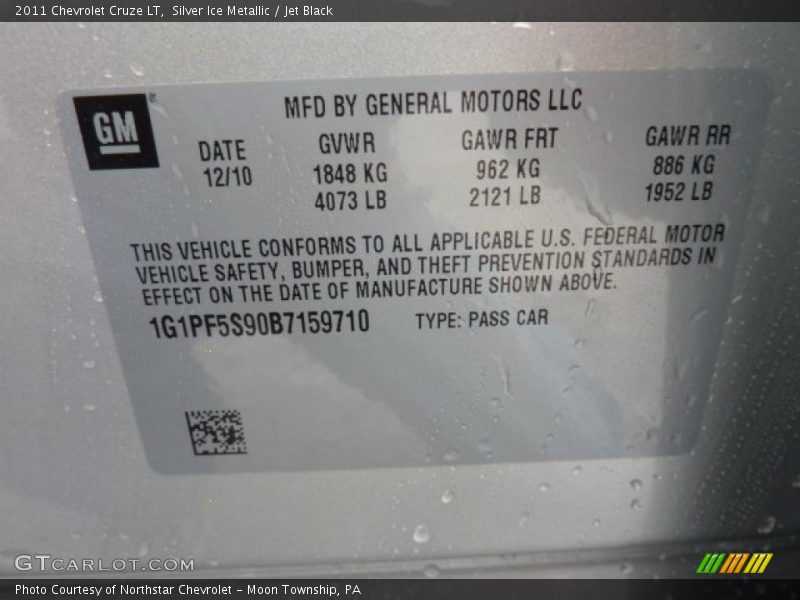 2011 Chevrolet Cruze LT,  Silver Ice Metallic / Jet Black
GM
MFD BY GENERAL MOTORS LLC
DATE GVWR GAWR FRT GAWR RR
12/10 1848 KG 962 KG 886 KG
4073 LB 2121 LB 1952 LB
THIS VEHICLE CONFORMS TO ALL APPLICABLE U.S. FEDERAL MOTOR
VEHICLE SAFETY, BUMPER, AND THEFT PREVENTION STANDARDS IN
EFFECT ON THE DATE OF MANUFACTURE SHOWN ABOVE.
1G1PF5S90B7159710 TYPE: PASS CAR
GTCARLOT.COM
Photo Courtesy of Northstar Chevrolet - Moon Township, PA